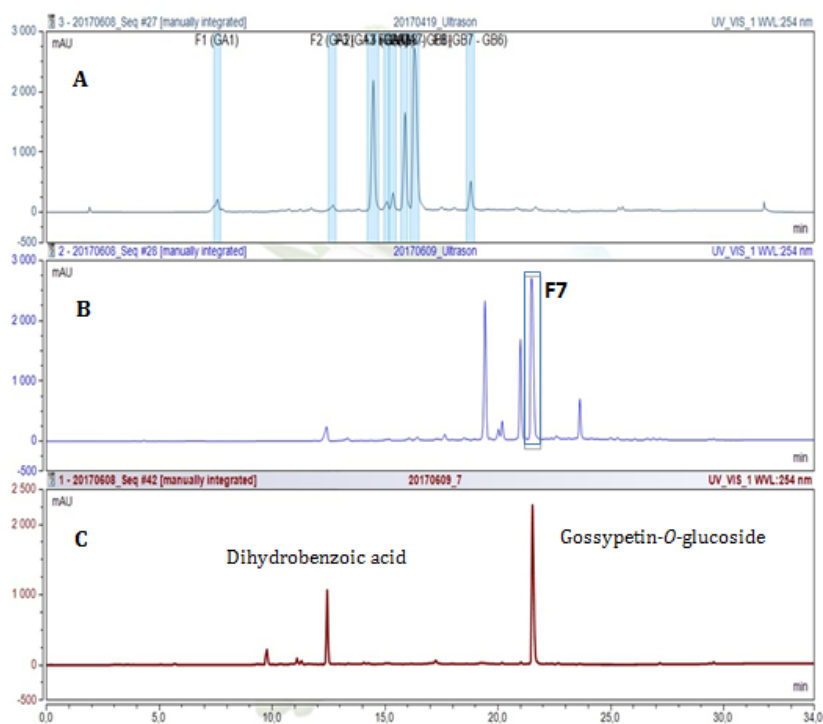 3 - 20170608_Seq #27 [manually integrated] 20170419_Ultrason UV_VIS_1 WVL:254 nm
3 000 mAU F1 (GA1) F2
A
2 000
1 000
0
-500 min
2 - 20170608_Seq #28 [manually integrated] 20170609_Ultrason UV_VIS_1 WVL:254 nm
3 000 mAU
F7
B
2 000
1 000
0
-500 min
1 - 20170608_Seq #42 [manually integrated] 20170609_7 UV_VIS_1 WVL:254 nm
2 500 mAU
2 000
C Dihydrobenzoic acid Gossypetin-O-glucoside
1 000
0
-500 min
0,0 5,0 10,0 15,0 20,0 25,0 30,0 34,0